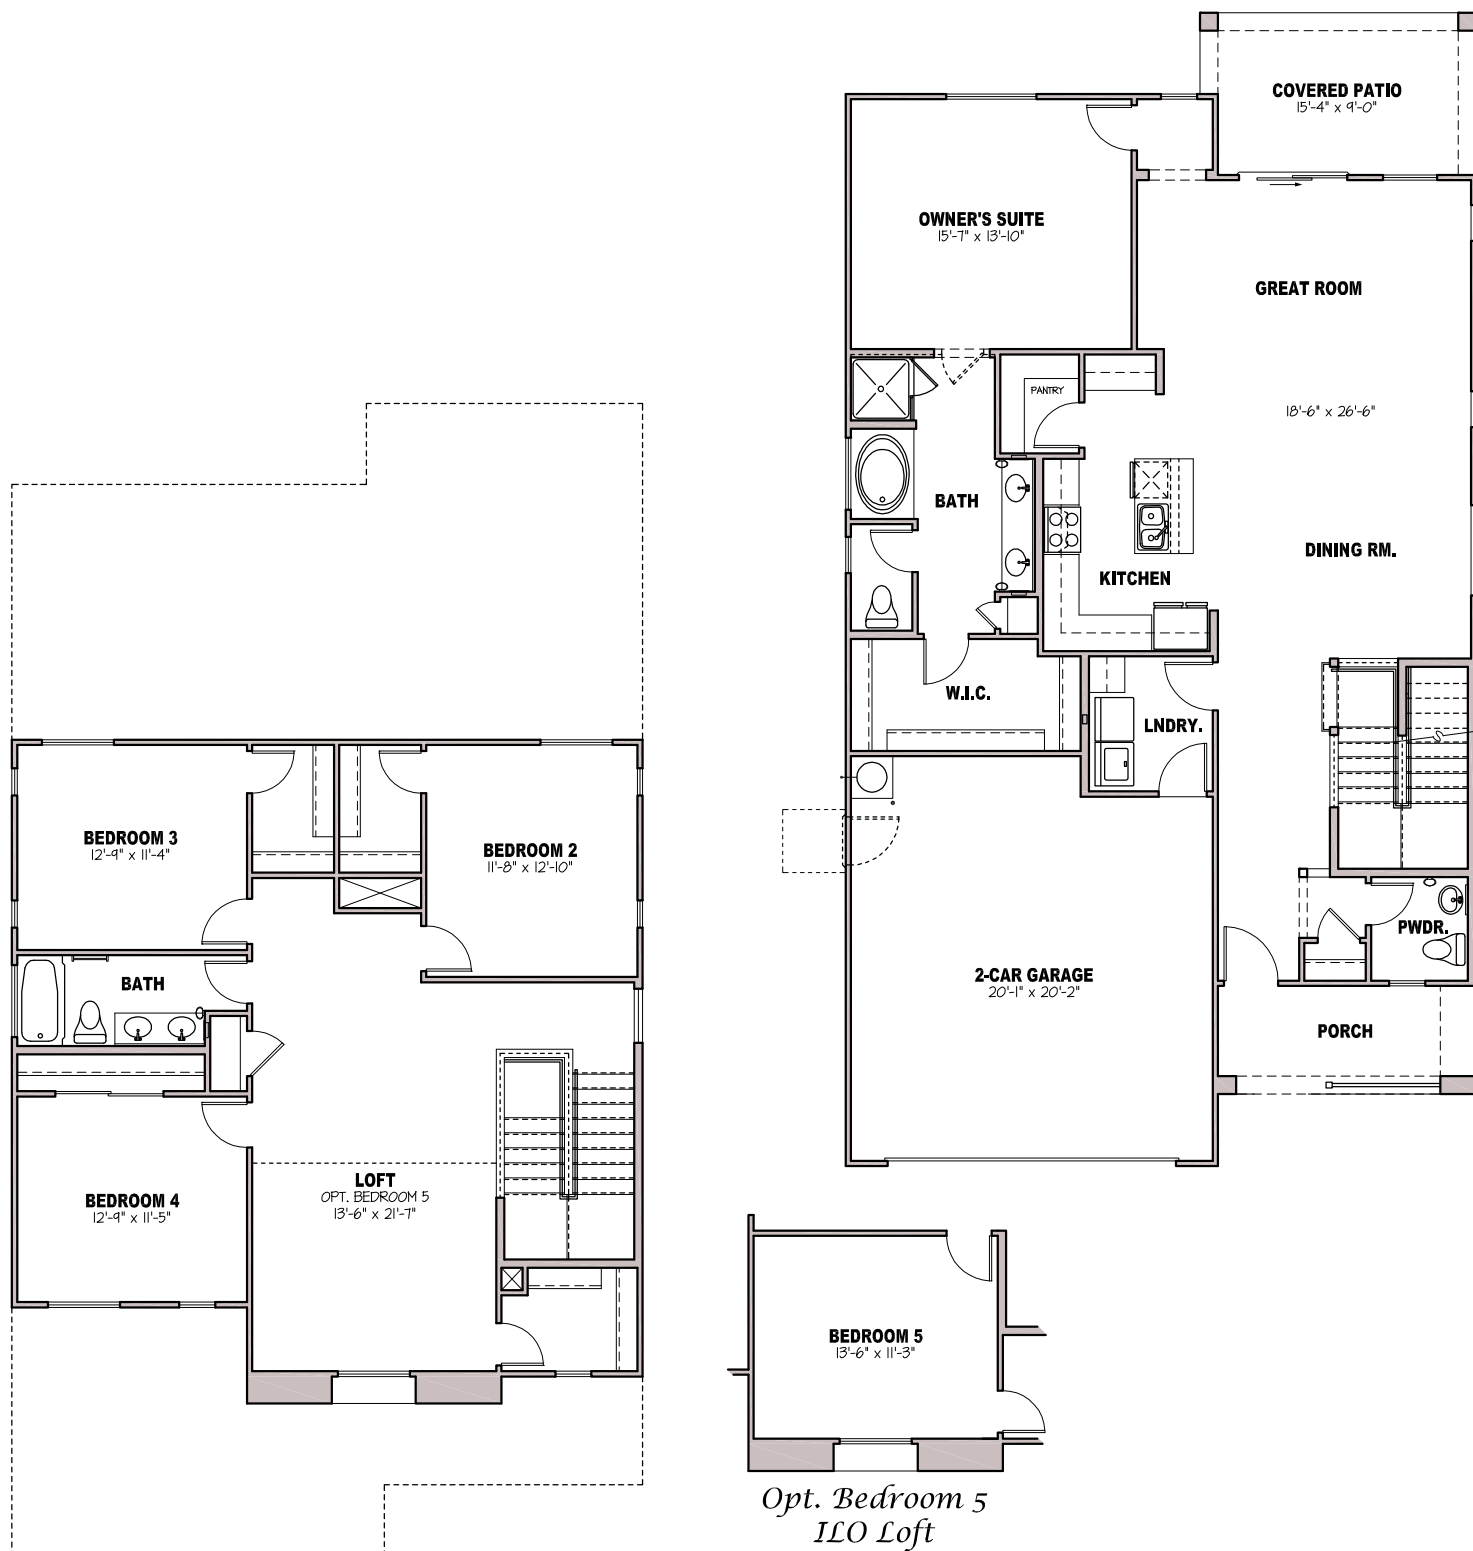 COVERED PATIO
15'-4" x 9'-0"
OWNER'S SUITE
15'-7" x 13'-10"
GREAT ROOM
PANTRY
18'-6" x 26'-6"
BATH
DINING RM.
KITCHEN
W.I.C.
LNDRY.
PWDR.
2-CAR GARAGE
20'-1" x 20'-2"
PORCH
BEDROOM 3
12'-9" x 11'-4"
BEDROOM 2
11'-8" x 12'-10"
BATH
LOFT
OPT. BEDROOM 5
13'-6" x 21'-7"
BEDROOM 4
12'-9" x 11'-5"
BEDROOM 5
13'-6" x 11'-3"
Opt. Bedroom 5
ILO Loft